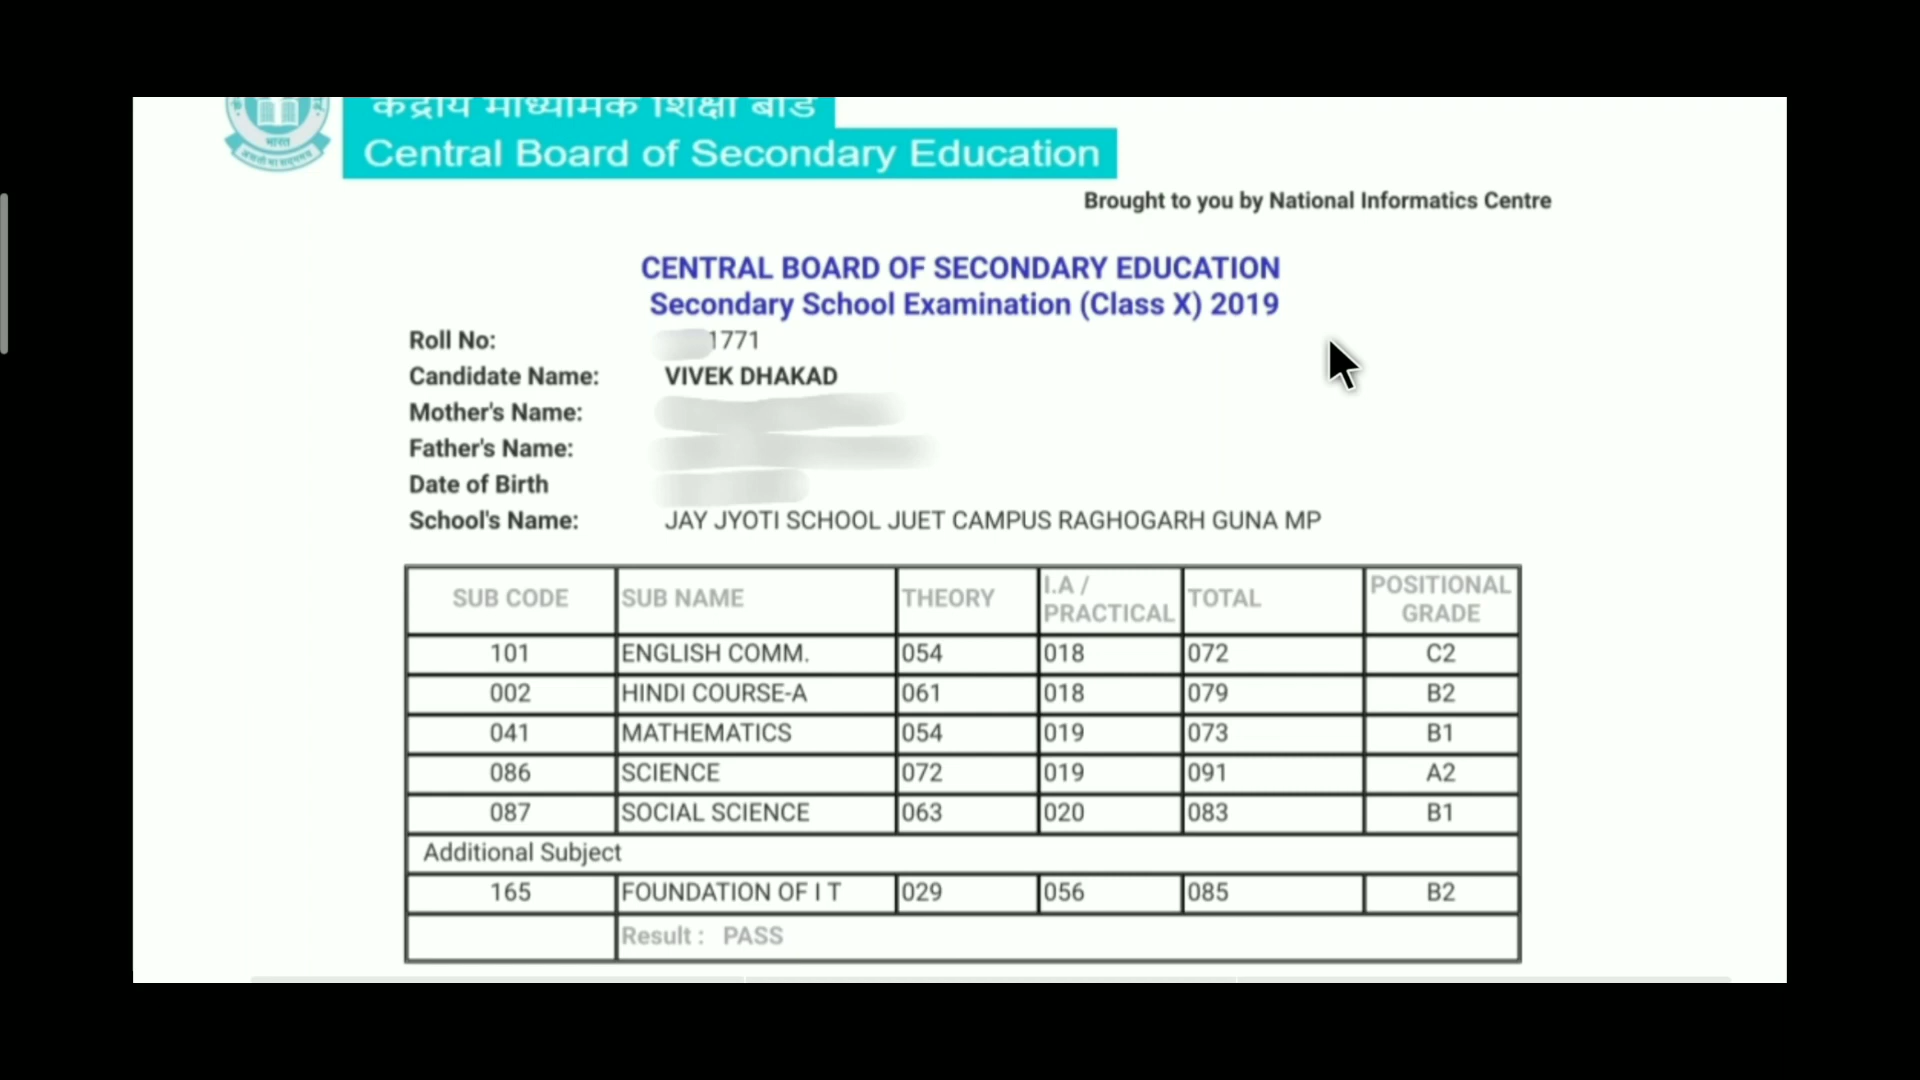 केंद्रीय माध्यमिक शिक्षा बोर्ड
Central Board of Secondary Education
भारत
Brought to you by National Informatics Centre
CENTRAL BOARD OF SECONDARY EDUCATION
Secondary School Examination (Class X) 2019
Roll No: 1771
Candidate Name: VIVEK DHAKAD
Mother's Name:
Father's Name:
Date of Birth
School's Name: JAY JYOTI SCHOOL JUET CAMPUS RAGHOGARH GUNA MP
SUB CODE SUB NAME THEORY I.A / PRACTICAL TOTAL POSITIONAL GRADE
101 ENGLISH COMM. 054 018 072 C2
002 HINDI COURSE-A 061 018 079 B2
041 MATHEMATICS 054 019 073 B1
086 SCIENCE 072 019 091 A2
087 SOCIAL SCIENCE 063 020 083 B1
Additional Subject
165 FOUNDATION OF I T 029 056 085 B2
Result : PASS